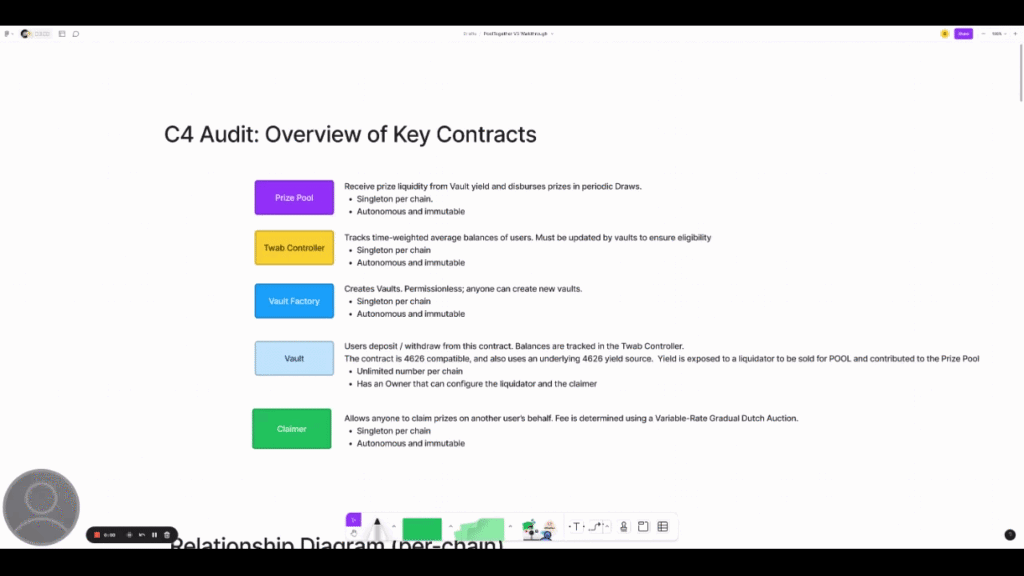 PoolTogether V5 Walkthrough
Share
C4 Audit: Overview of Key Contracts
Prize Pool
Receive prize liquidity from Vault yield and disburses prizes in periodic Draws.
• Singleton per chain.
• Autonomous and immutable
Twab Controller
Tracks time-weighted average balances of users. Must be updated by vaults to ensure eligibility
• Singleton per chain
• Autonomous and immutable
Vault Factory
Creates Vaults. Permissionless; anyone can create new vaults.
• Singleton per chain
• Autonomous and immutable
Vault
Users deposit / withdraw from this contract. Balances are tracked in the Twab Controller.
The contract is 4626 compatible, and also uses an underlying 4626 yield source. Yield is exposed to a liquidator to be sold for POOL and contributed to the Prize Pool
• Unlimited number per chain
• Has an Owner that can configure the liquidator and the claimer
Claimer
Allows anyone to claim prizes on another user's behalf. Fee is determined using a Variable-Rate Gradual Dutch Auction.
• Singleton per chain
• Autonomous and immutable
Relationship Diagram (per-chain)